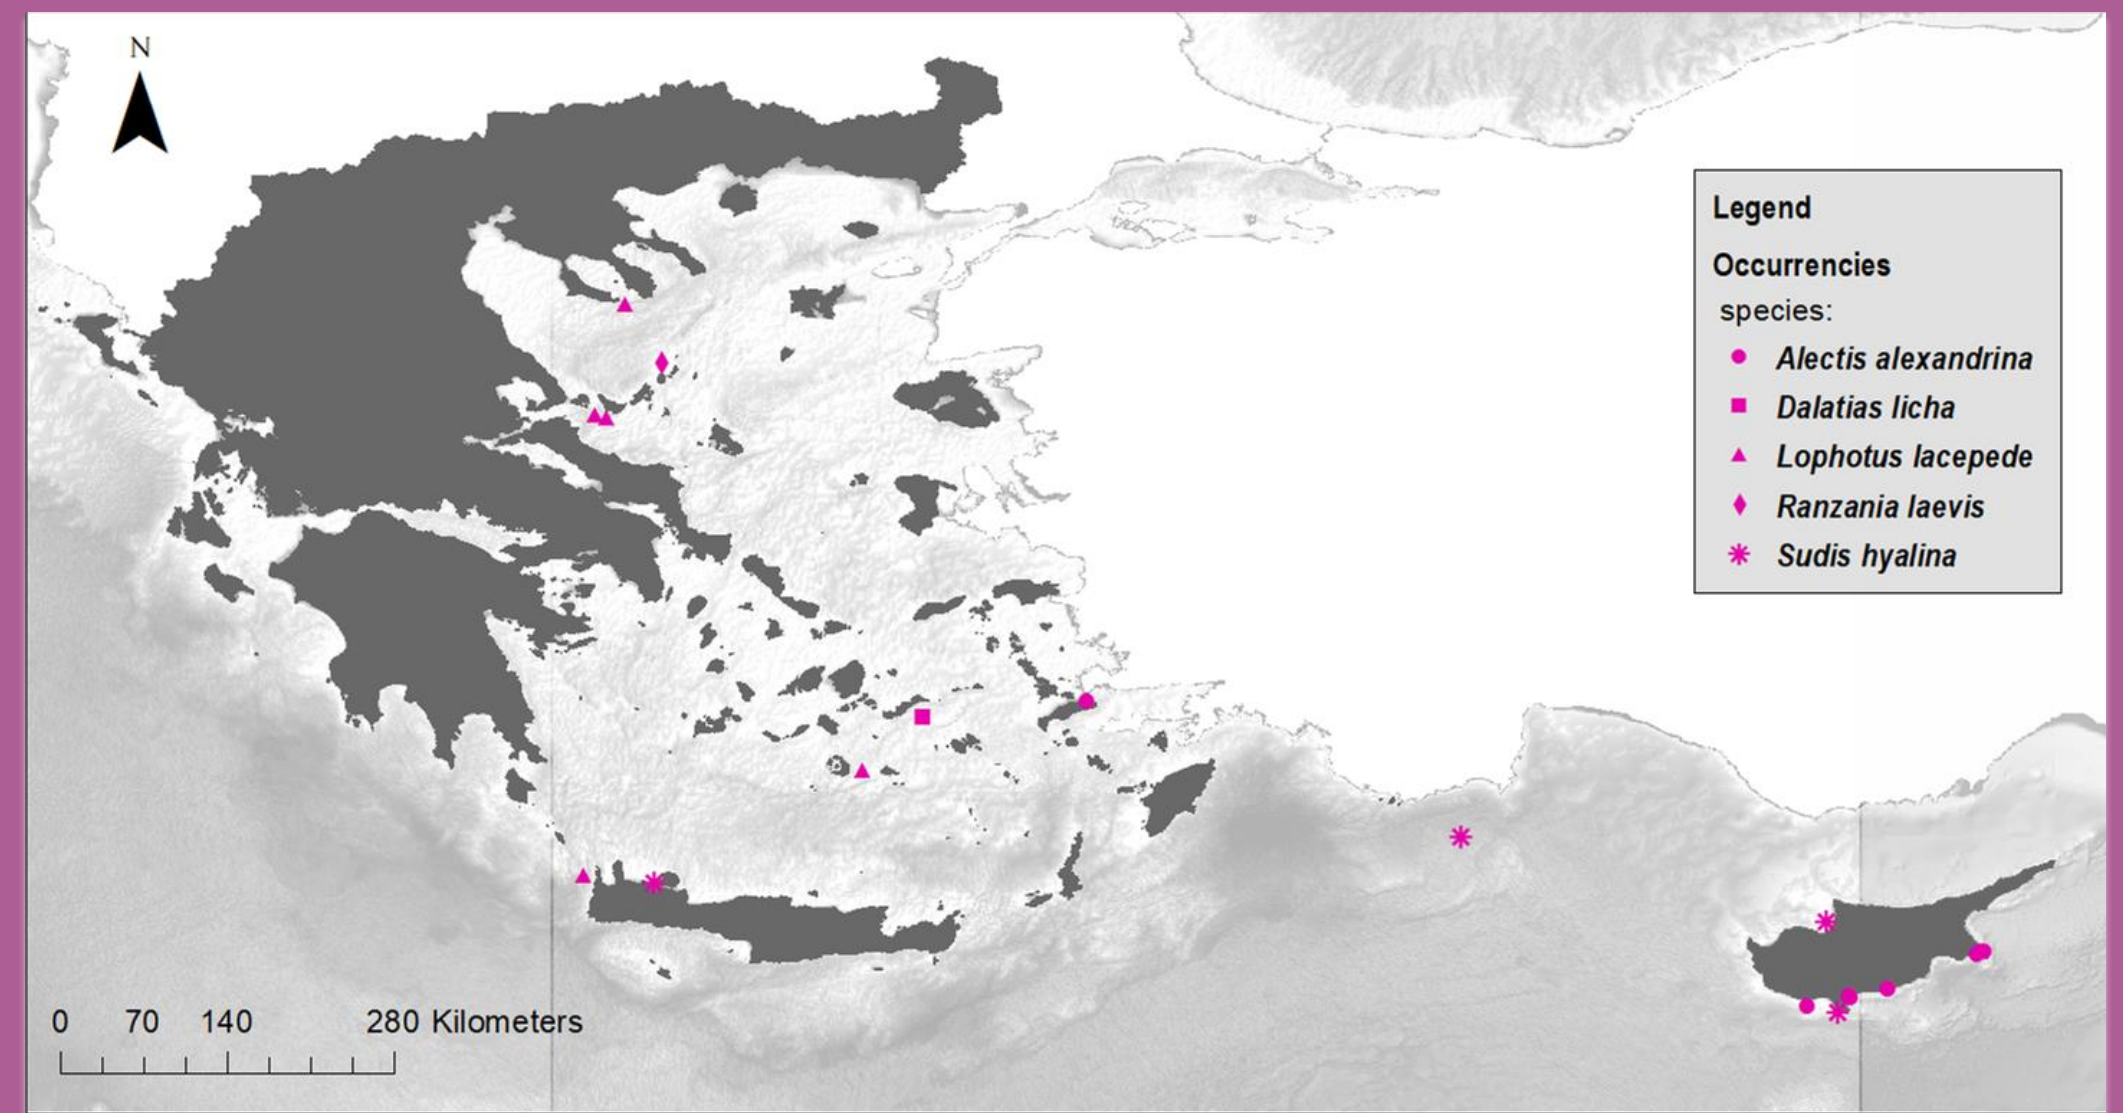 N
Legend
Occurrencies
species:
Alectis alexandrina
Dalatias licha
Lophotus lacepede
Ranzania laevis
Sudis hyalina
0 70 140 280 Kilometers